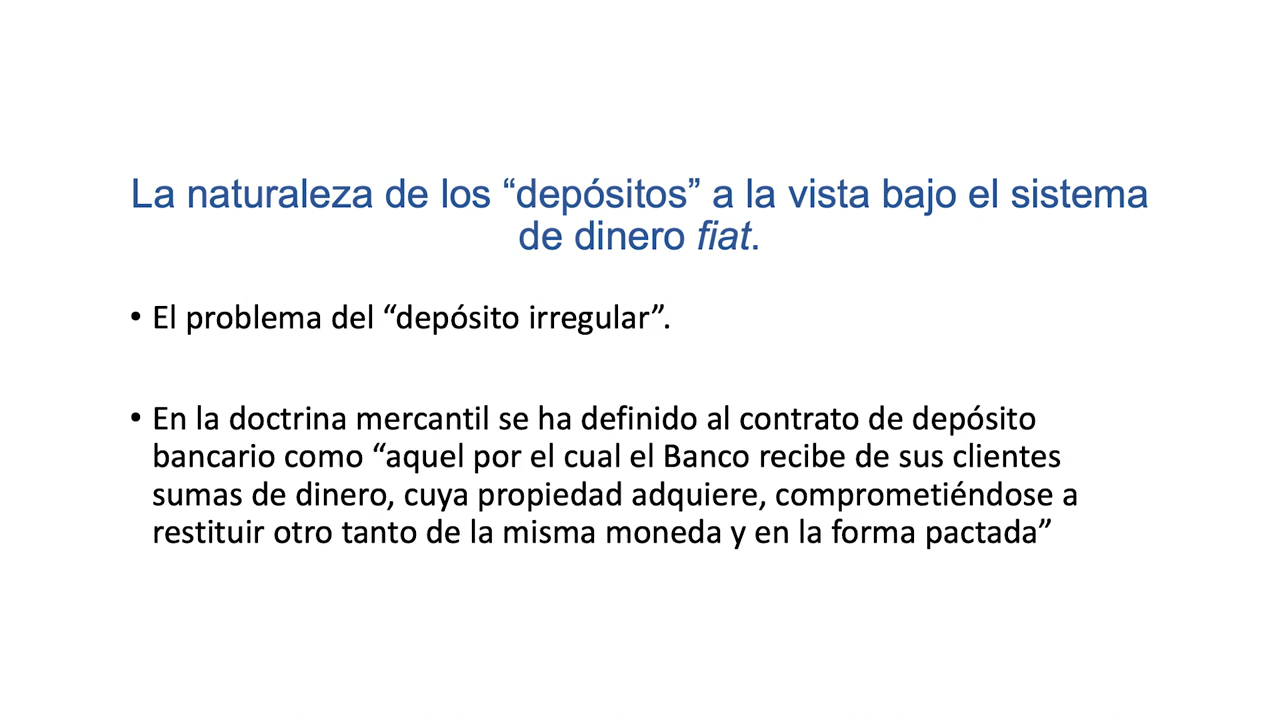 La naturaleza de los “depósitos” a la vista bajo el sistema
de dinero fiat.
• El problema del “depósito irregular”.
• En la doctrina mercantil se ha definido al contrato de depósito
bancario como “aquel por el cual el Banco recibe de sus clientes
sumas de dinero, cuya propiedad adquiere, comprometiéndose a
restituir otro tanto de la misma moneda y en la forma pactada”